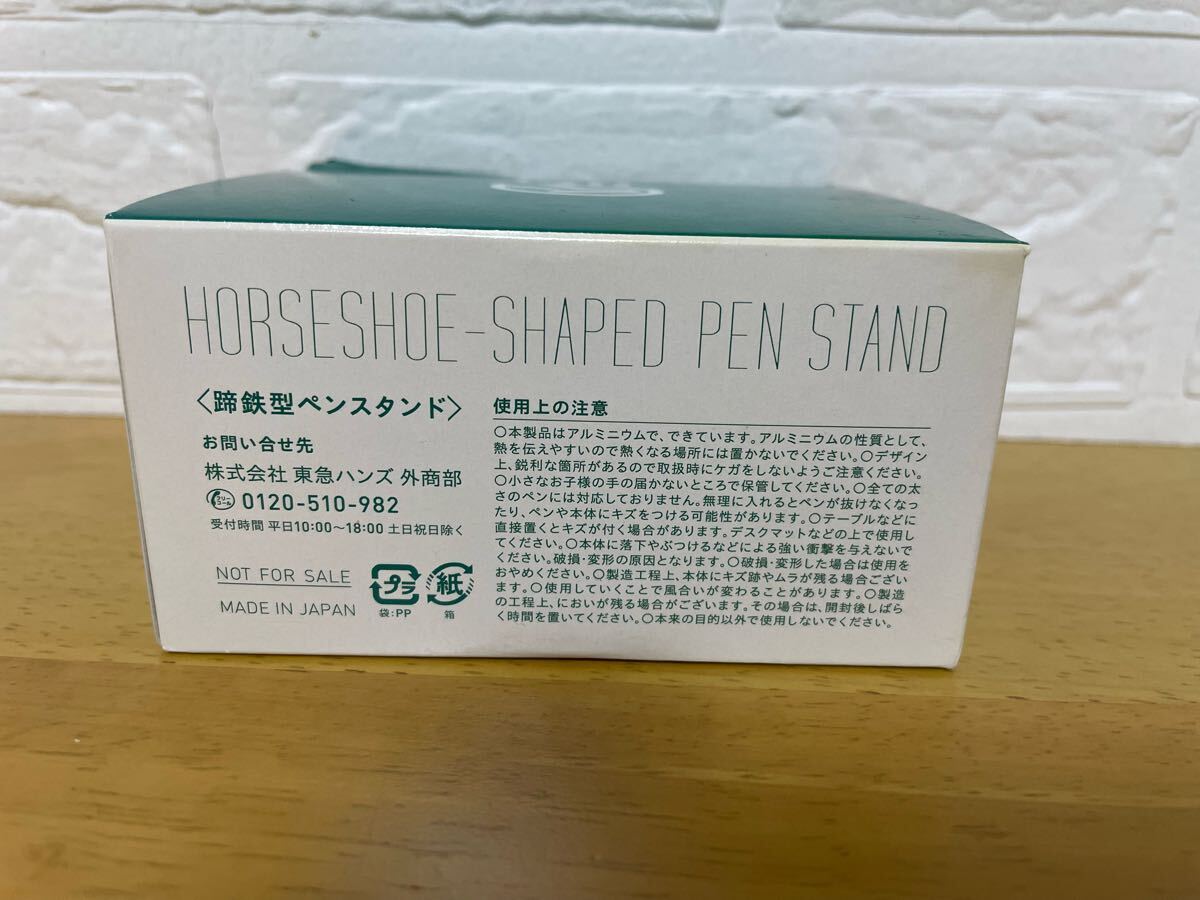 HORSESHOE-SHAPED PEN STAND
〈蹄鉄型ペンスタンド〉
お問い合せ先
株式会社 東急ハンズ 外商部
フリーコール 0120-510-982
受付時間 平日10:00〜18:00 土日祝日除く
NOT FOR SALE
MADE IN JAPAN
プラ
袋:PP
紙
箱
使用上の注意
○本製品はアルミニウムで、できています。アルミニウムの性質として、
熱を伝えやすいので熱くなる場所には置かないでください。○デザイン
上、鋭利な箇所があるので取扱時にケガをしないようご注意ください。
○小さなお子様の手の届かないところで保管してください。○全ての太
さのペンには対応しておりません。無理に入れるとペンが抜けなくなっ
たり、ペンや本体にキズをつける可能性があります。○テーブルなどに
直接置くとキズが付く場合があります。デスクマットなどの上で使用し
てください。○本体に落下やぶつけるなどによる強い衝撃を与えないで
ください。破損・変形の原因となります。○破損・変形した場合は使用を
おやめください。○製造工程上、本体にキズ跡やムラが残る場合ござい
ます。○使用していくことで風合いが変わることがあります。○製造
の工程上、においが残る場合がございます。その場合は、開封後しばら
く時間を置いてください。○本来の目的以外で使用しないでください。